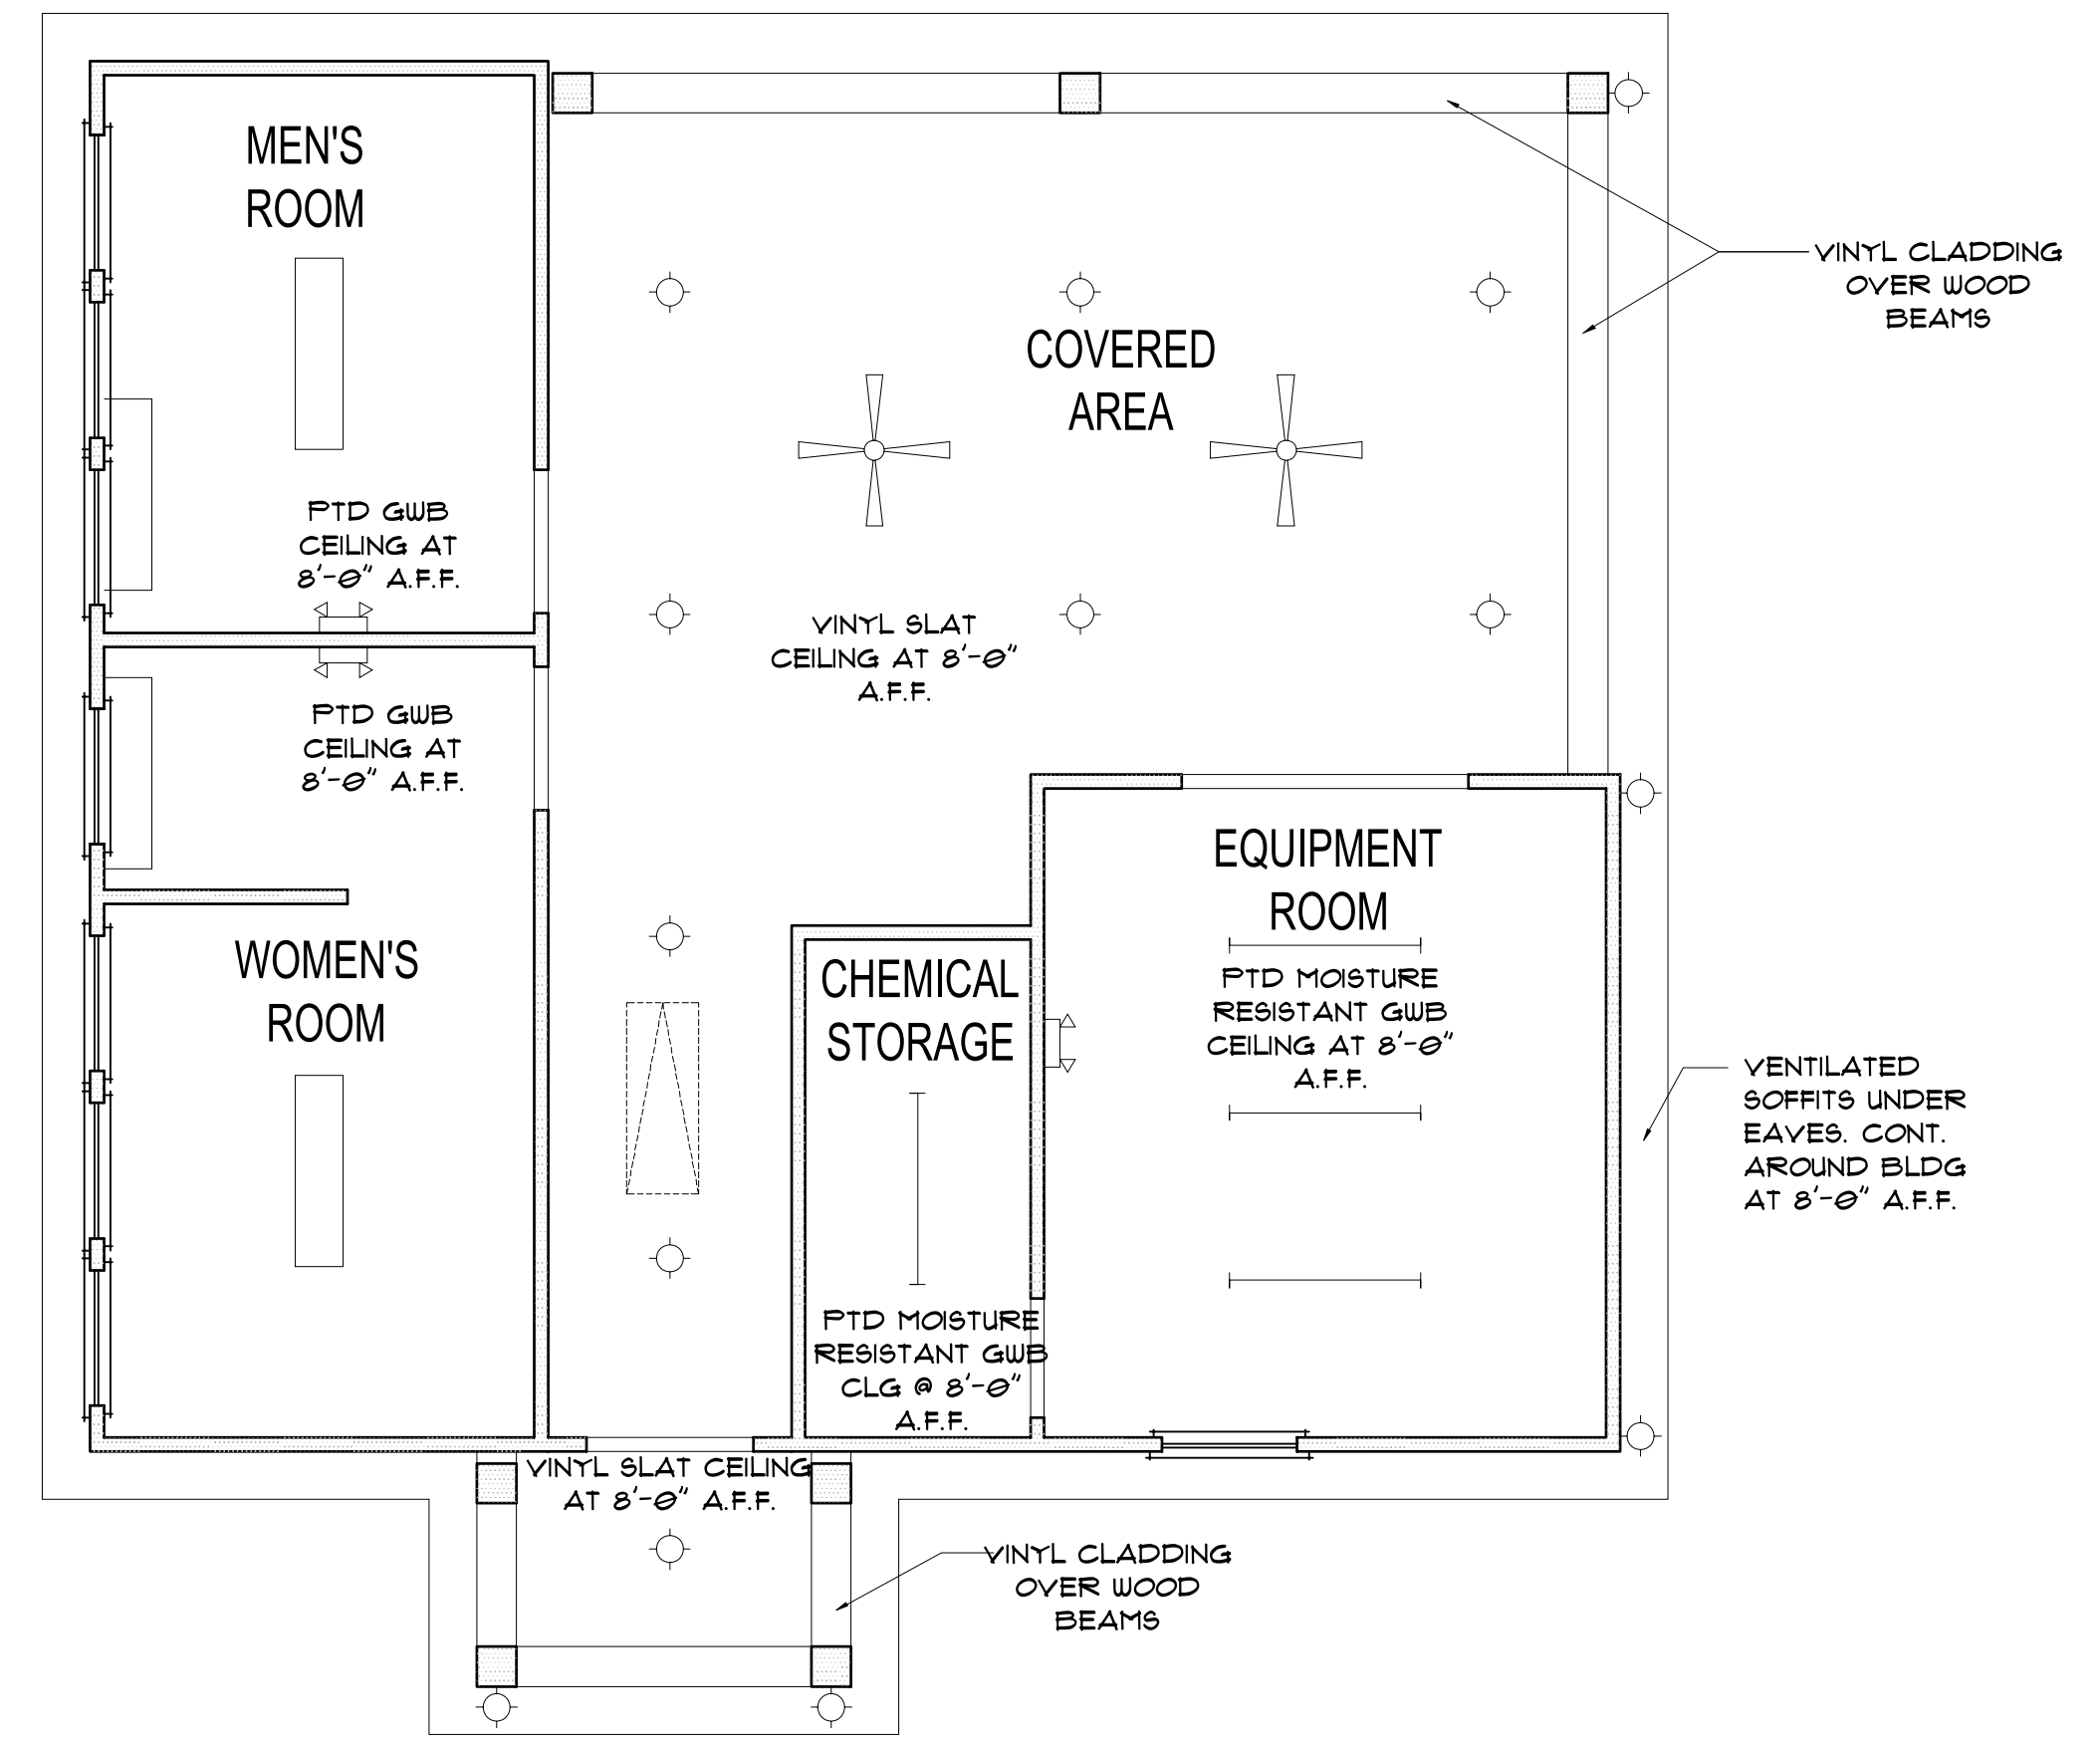 MEN'S
ROOM
VINYL CLADDING
OVER WOOD
BEAMS
COVERED
AREA
PTD GWB
CEILING AT
8'-0" A.F.F.
VINYL SLAT
CEILING AT 8'-0"
A.F.F.
PTD GWB
CEILING AT
8'-0" A.F.F.
EQUIPMENT
ROOM
WOMEN'S
ROOM
CHEMICAL
STORAGE
PTD MOISTURE
RESISTANT GWB
CEILING AT 8'-0"
A.F.F.
VENTILATED
SOFFITS UNDER
EAVES. CONT.
AROUND BLDG
AT 8'-0" A.F.F.
PTD MOISTURE
RESISTANT GWB
CLG @ 8'-0"
A.F.F.
VINYL SLAT CEILING
AT 8'-0" A.F.F.
VINYL CLADDING
OVER WOOD
BEAMS